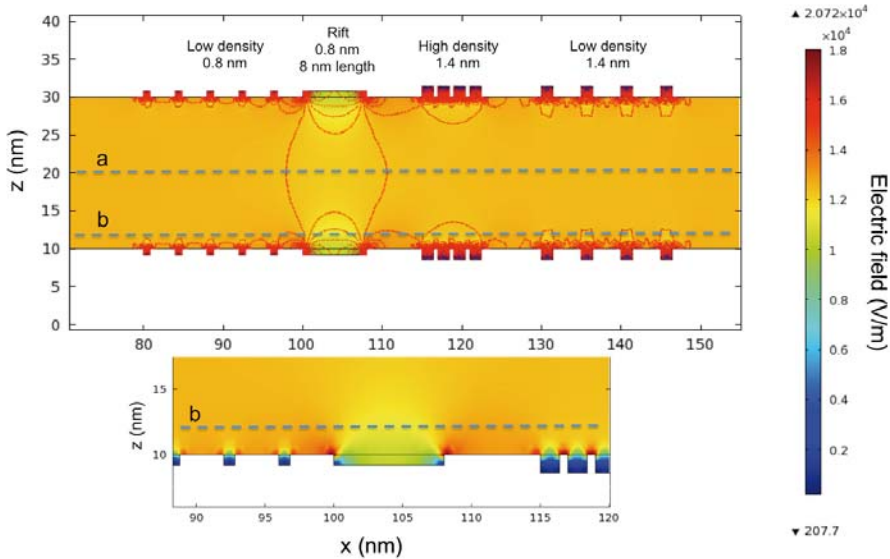 Low density
0.8 nm
Rift
0.8 nm
8 nm length
High density
1.4 nm
Low density
1.4 nm
z (nm)
40
35
30
25
20
15
10
5
0
a
b
80
90
100
110
120
130
140
150
z (nm)
15
10
b
90
95
100
105
110
115
120
x (nm)
▲ 2.072×10⁴
×10⁴
1.8
1.6
1.4
1.2
1
0.8
0.6
0.4
0.2
▼ 207.7
Electric field (V/m)